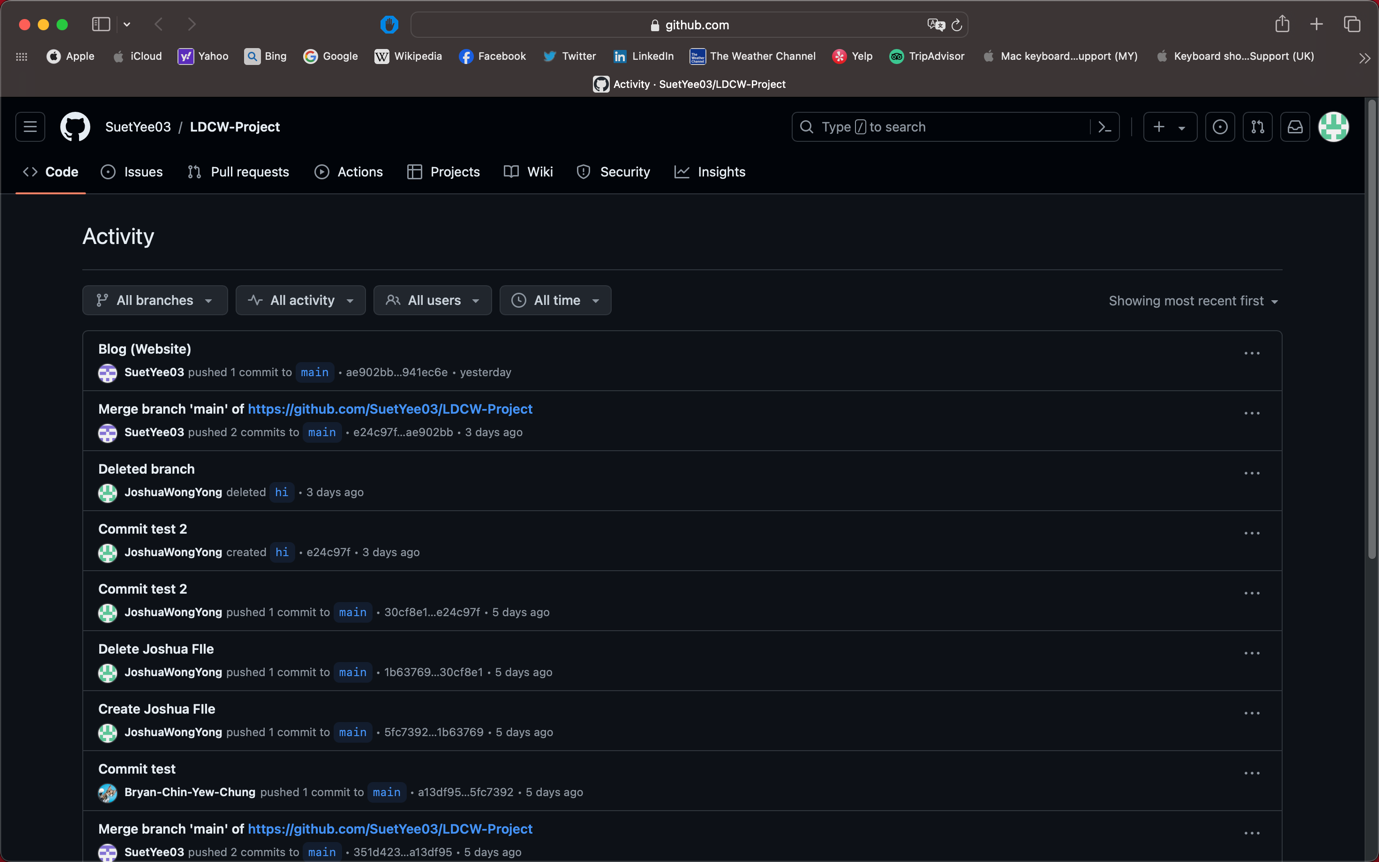 github.com
Apple iCloud Yahoo Bing Google Wikipedia Facebook Twitter LinkedIn The Weather Channel Yelp TripAdvisor Mac keyboard...upport (MY) Keyboard sho...Support (UK)
Activity · SuetYee03/LDCW-Project
SuetYee03 / LDCW-Project Type / to search
Code Issues Pull requests Actions Projects Wiki Security Insights
Activity
All branches All activity All users All time Showing most recent first
Blog (Website)
SuetYee03 pushed 1 commit to main • ae902bb...941ec6e • yesterday
Merge branch 'main' of https://github.com/SuetYee03/LDCW-Project
SuetYee03 pushed 2 commits to main • e24c97f...ae902bb • 3 days ago
Deleted branch
JoshuaWongYong deleted hi • 3 days ago
Commit test 2
JoshuaWongYong created hi • e24c97f • 3 days ago
Commit test 2
JoshuaWongYong pushed 1 commit to main • 30cf8e1...e24c97f • 5 days ago
Delete Joshua FIle
JoshuaWongYong pushed 1 commit to main • 1b63769...30cf8e1 • 5 days ago
Create Joshua FIle
JoshuaWongYong pushed 1 commit to main • 5fc7392...1b63769 • 5 days ago
Commit test
Bryan-Chin-Yew-Chung pushed 1 commit to main • a13df95...5fc7392 • 5 days ago
Merge branch 'main' of https://github.com/SuetYee03/LDCW-Project
SuetYee03 pushed 2 commits to main • 351d423...a13df95 • 5 days ago